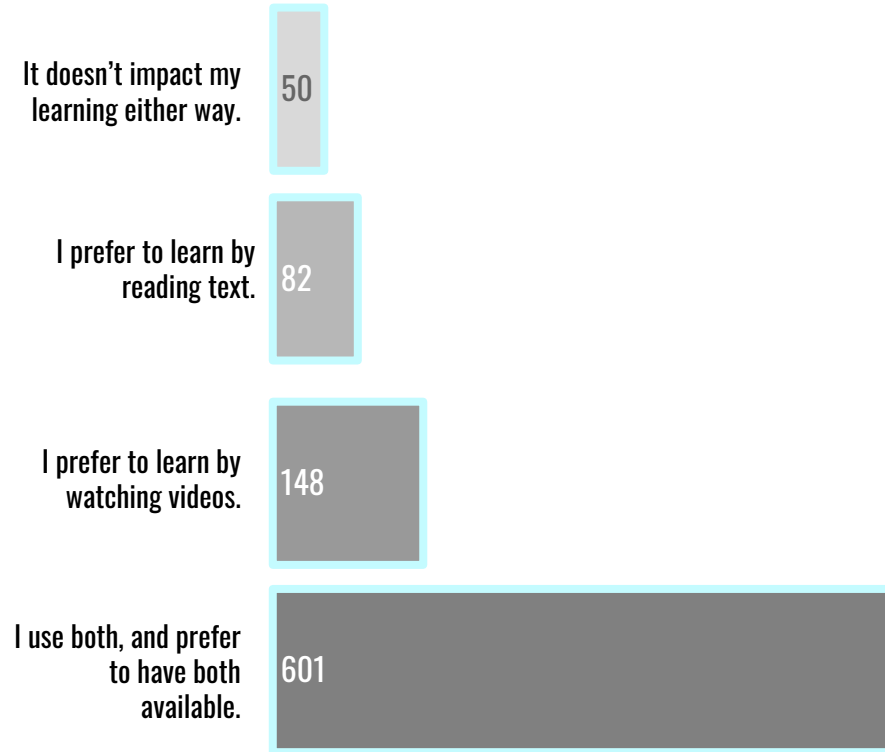 It doesn’t impact my
learning either way.
50
I prefer to learn by
reading text.
82
I prefer to learn by
watching videos.
148
I use both, and prefer
to have both
available.
601